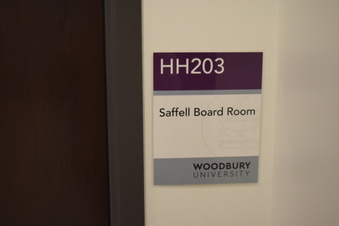 HH203
Saffell Board Room
WOODBURY
UNIVERSITY